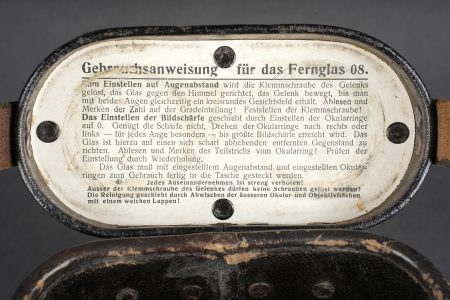 Gebrauchsanweisung für das Fernglas 08.
Zum Einstellen auf Augenabstand wird die Klemmschraube des Gelenkes
gelöst, das Glas gegen den Himmel gerichtet, das Gelenk bewegt, bis man
mit beiden Augen gleichzeitig ein kreisrundes Gesichtsfeld erhält. Ablesen und
Merken der Zahl auf der Gradeinteilung! Feststellen der Klemmschraube!
Das Einstellen der Bildschärfe geschieht durch Einstellen der Okularringe
auf 0. Genügt die Schärfe nicht, Drehen der Okularringe nach rechts oder
links — für jedes Auge besonders — bis größte Bildschärfe erreicht wird. Das
Glas ist hierzu auf einen sich scharf abhebenden entfernten Gegenstand zu
richten. Ablesen und Merken des Teilstrichs vom Okularring! Prüfen der
Einstellung durch Wiederholung.
Das Glas muß mit eingestelltem Augenabstand und eingestellten Okular-
ringen zum Gebrauch fertig in die Tasche gesteckt werden.
Jedes Auseinandernehmen ist streng verboten!
Ausser der Klemmschraube des Gelenkes dürfen keine Schrauben gelöst werden!
Die Reinigung geschieht durch Abwischen der äusseren Okular- und Objektivflächen
mit einem weichen Lappen!